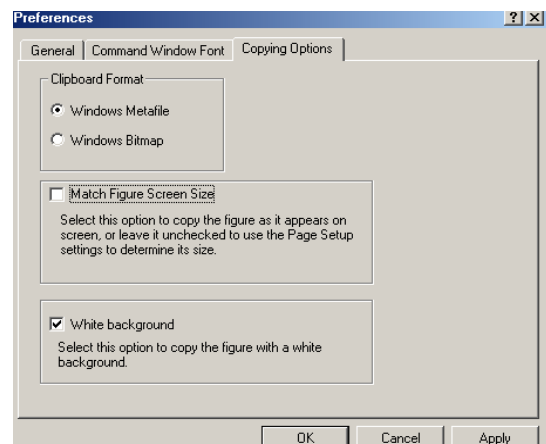 Preferences
General Command Window Font Copying Options
Clipboard Format
Windows Metafile
Windows Bitmap
Match Figure Screen Size
Select this option to copy the figure as it appears on
screen, or leave it unchecked to use the Page Setup
settings to determine its size.
White background
Select this option to copy the figure with a white
background.
OK Cancel Apply